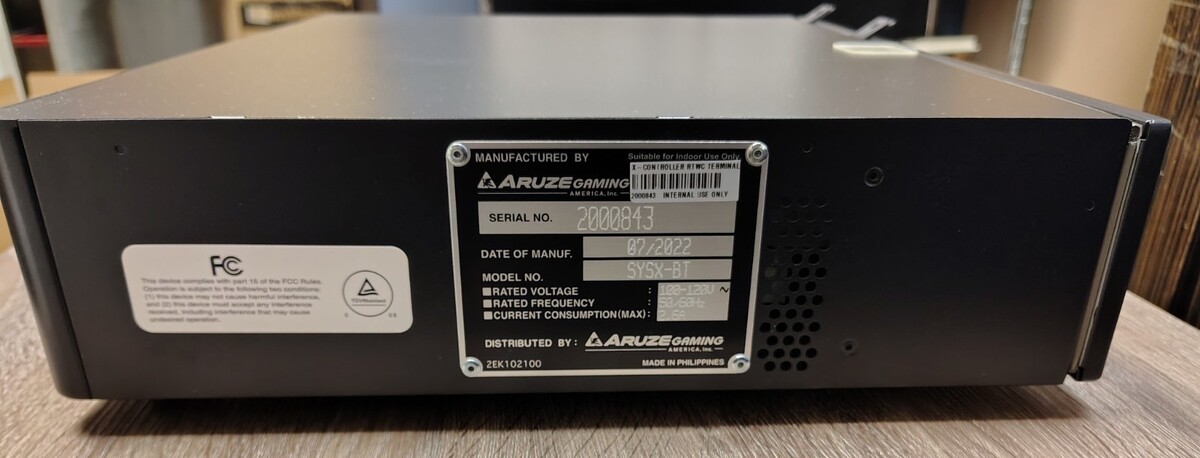 FC
This device complies with part 15 of the FCC Rules.
Operation is subject to the following two conditions:
(1) this device may not cause harmful interference,
and (2) this device must accept any interference
received, including interference that may cause
undesired operation.
TÜVRheinland
C US
MANUFACTURED BY
Suitable for Indoor Use Only.
X-CONTROLLER BTWC TERMINAL
2000843 INTERNAL USE ONLY
ARUZE GAMING
AMERICA, Inc.
SERIAL NO. 2000843
DATE OF MANUF. 07/2022
MODEL NO. SYSX-BT
■RATED VOLTAGE : 100-120V ~
■RATED FREQUENCY : 50/60Hz
■CURRENT CONSUMPTION(MAX) : 2.5A
DISTRIBUTED BY : ARUZE GAMING
AMERICA, Inc.
2EK102100 MADE IN PHILIPPINES